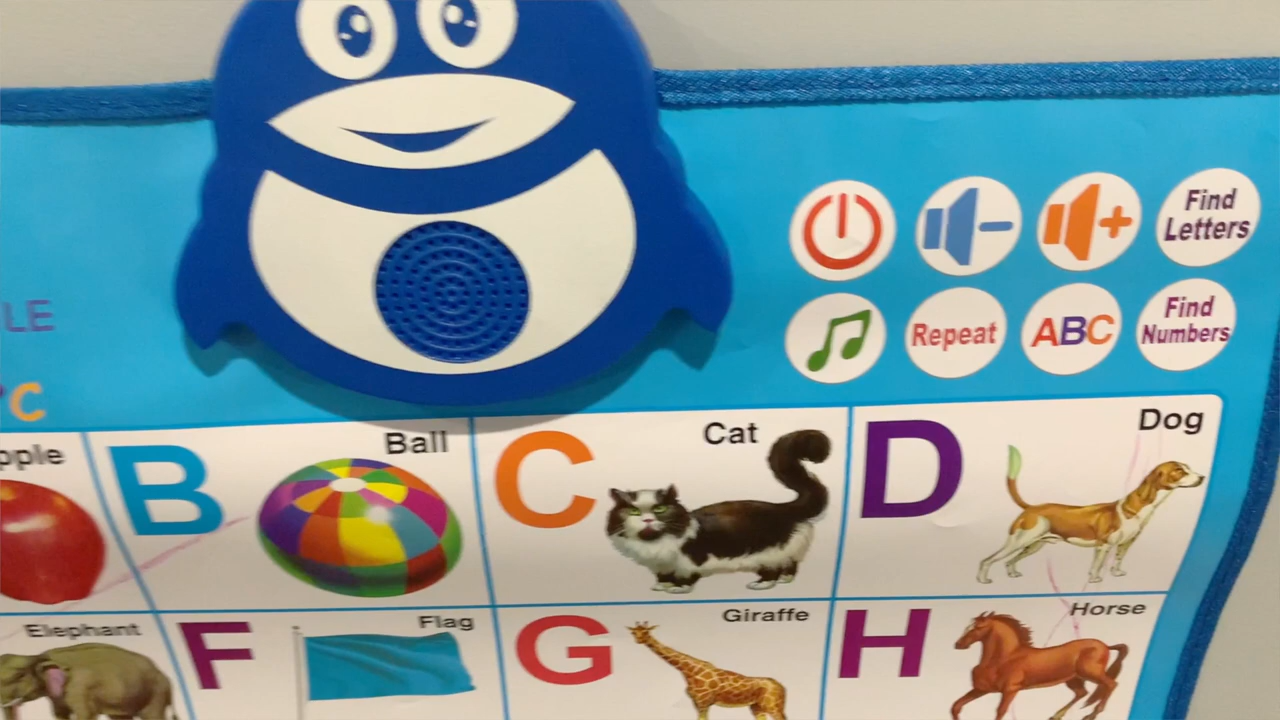 Find
Letters
Repeat
ABC
Find
Numbers
LE
C
pple
B
Ball
C
Cat
D
Dog
Elephant
F
Flag
G
Giraffe
H
Horse